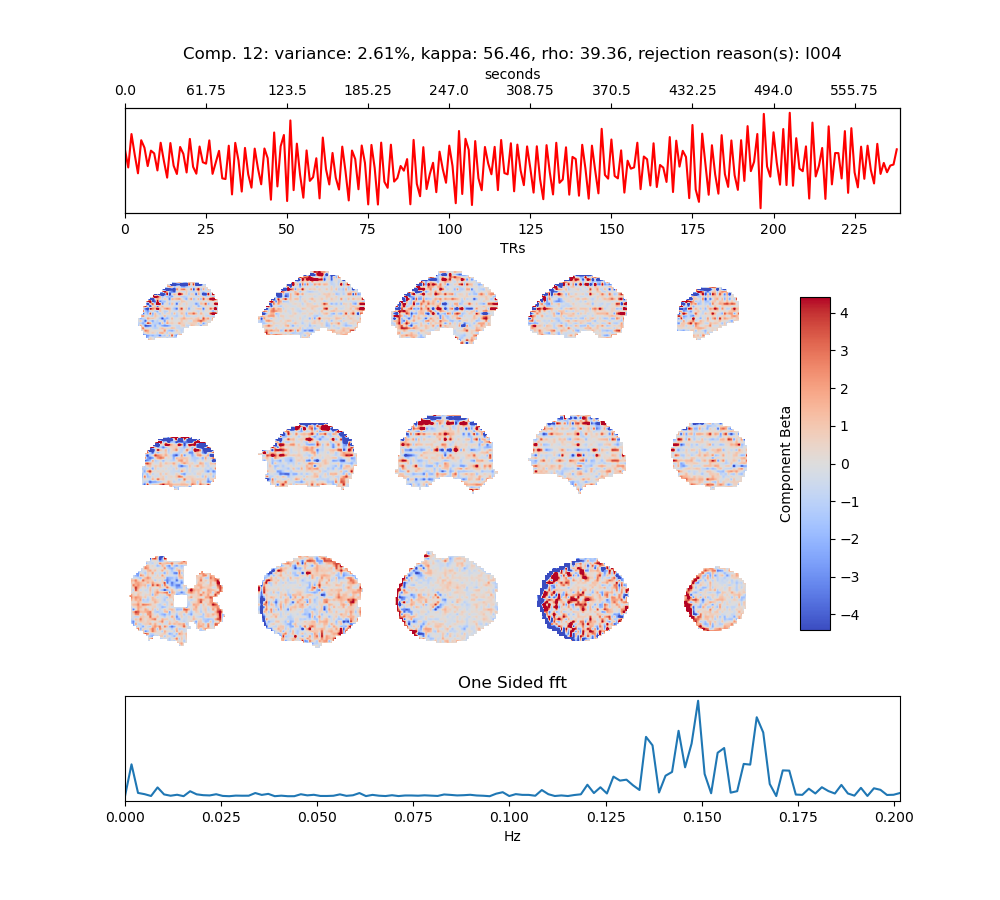 Comp. 12: variance: 2.61%, kappa: 56.46, rho: 39.36, rejection reason(s): I004
seconds
0.0 61.75 123.5 185.25 247.0 308.75 370.5 432.25 494.0 555.75
0 25 50 75 100 125 150 175 200 225
TRs
4
3
2
1
0
−1
−2
−3
−4
Component Beta
One Sided fft
0.000 0.025 0.050 0.075 0.100 0.125 0.150 0.175 0.200
Hz